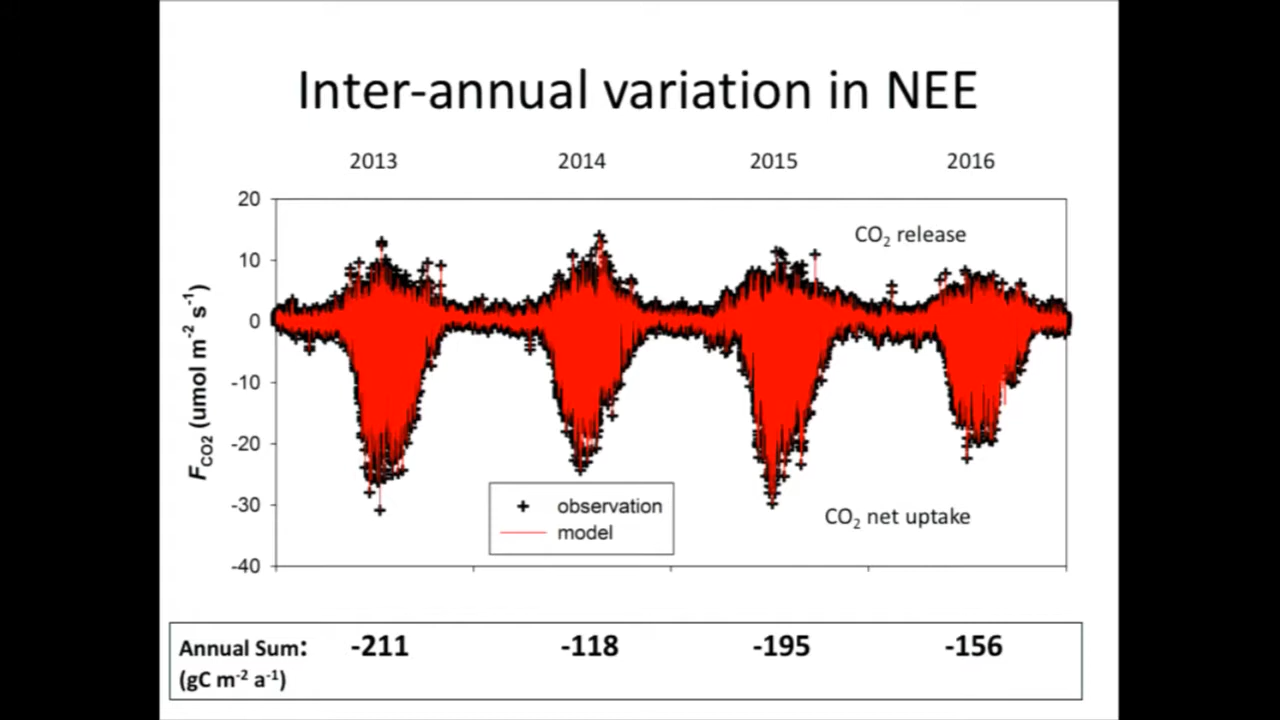 Inter-annual variation in NEE
2013 2014 2015 2016
20
CO₂ release
10
0
-10
-20
-30
-40
F_CO2 (umol m⁻² s⁻¹)
observation
model
CO₂ net uptake
Annual Sum: -211 -118 -195 -156
(gC m⁻² a⁻¹)